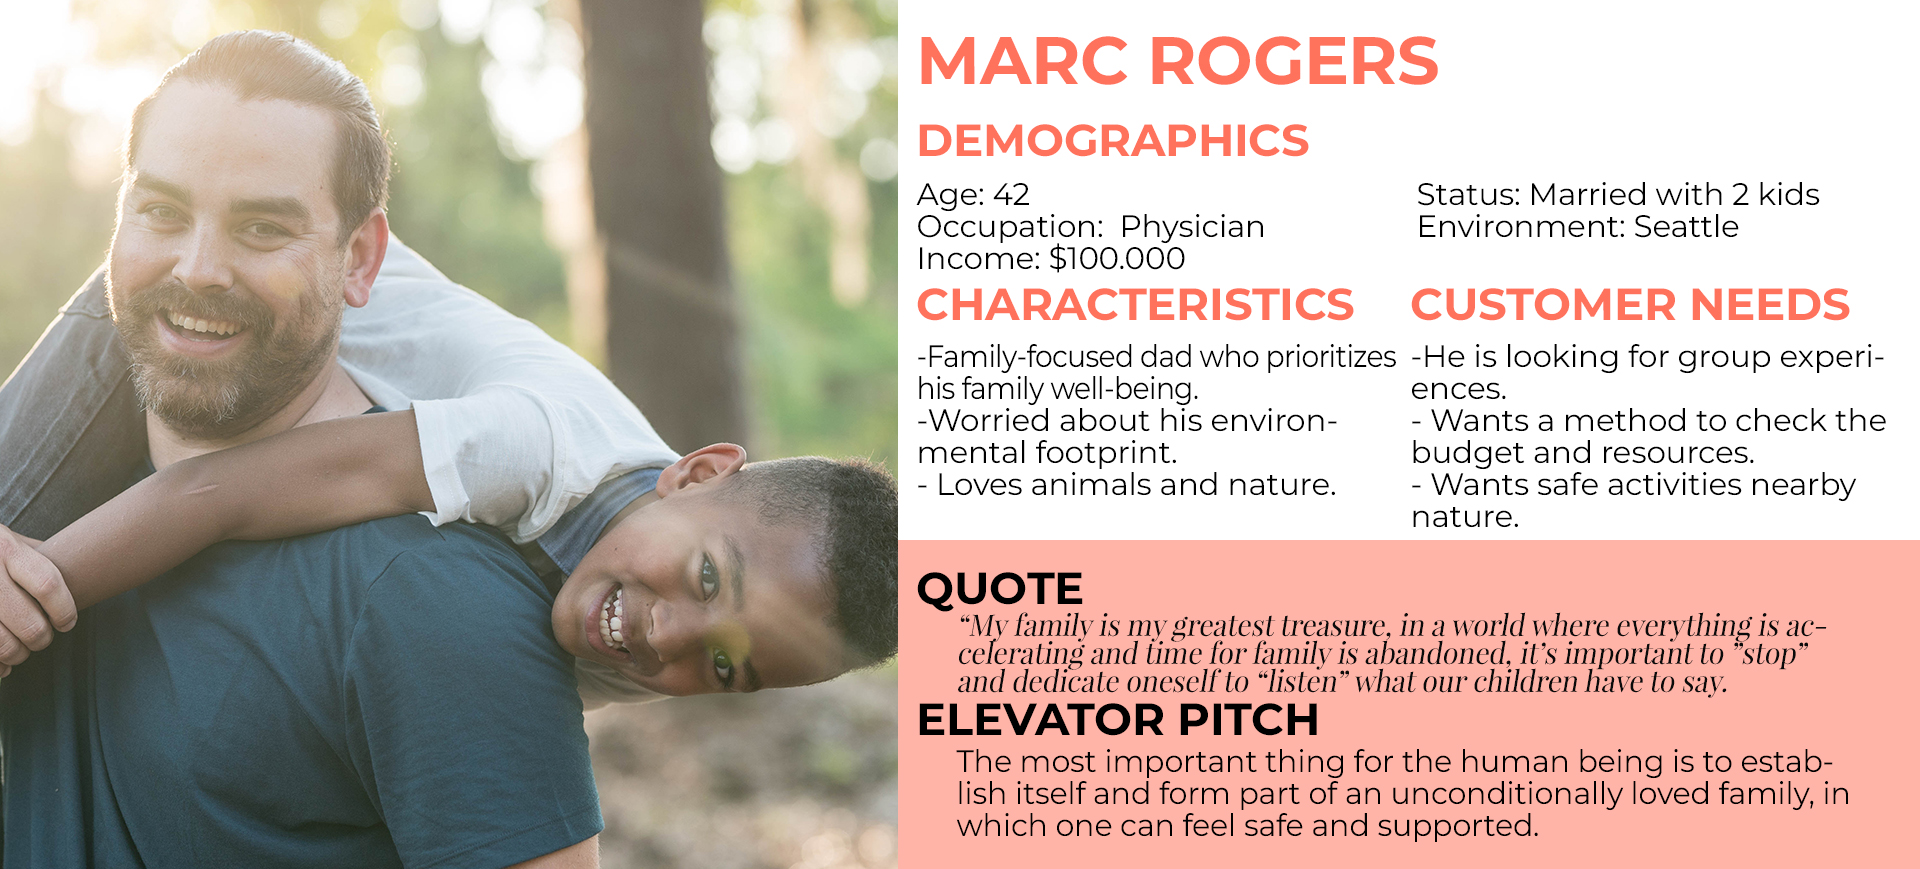 MARC ROGERS
DEMOGRAPHICS
Age: 42
Occupation:  Physician
Income: $100.000
Status: Married with 2 kids
Environment: Seattle
CHARACTERISTICS
-Family-focused dad who prioritizes
his family well-being.
-Worried about his environ-
mental footprint.
- Loves animals and nature.
CUSTOMER NEEDS
-He is looking for group experi-
ences.
- Wants a method to check the
budget and resources.
- Wants safe activities nearby
nature.
QUOTE
“My family is my greatest treasure, in a world where everything is ac-
celerating and time for family is abandoned, it’s important to ”stop”
and dedicate oneself to “listen” what our children have to say.
ELEVATOR PITCH
The most important thing for the human being is to estab-
lish itself and form part of an unconditionally loved family, in
which one can feel safe and supported.